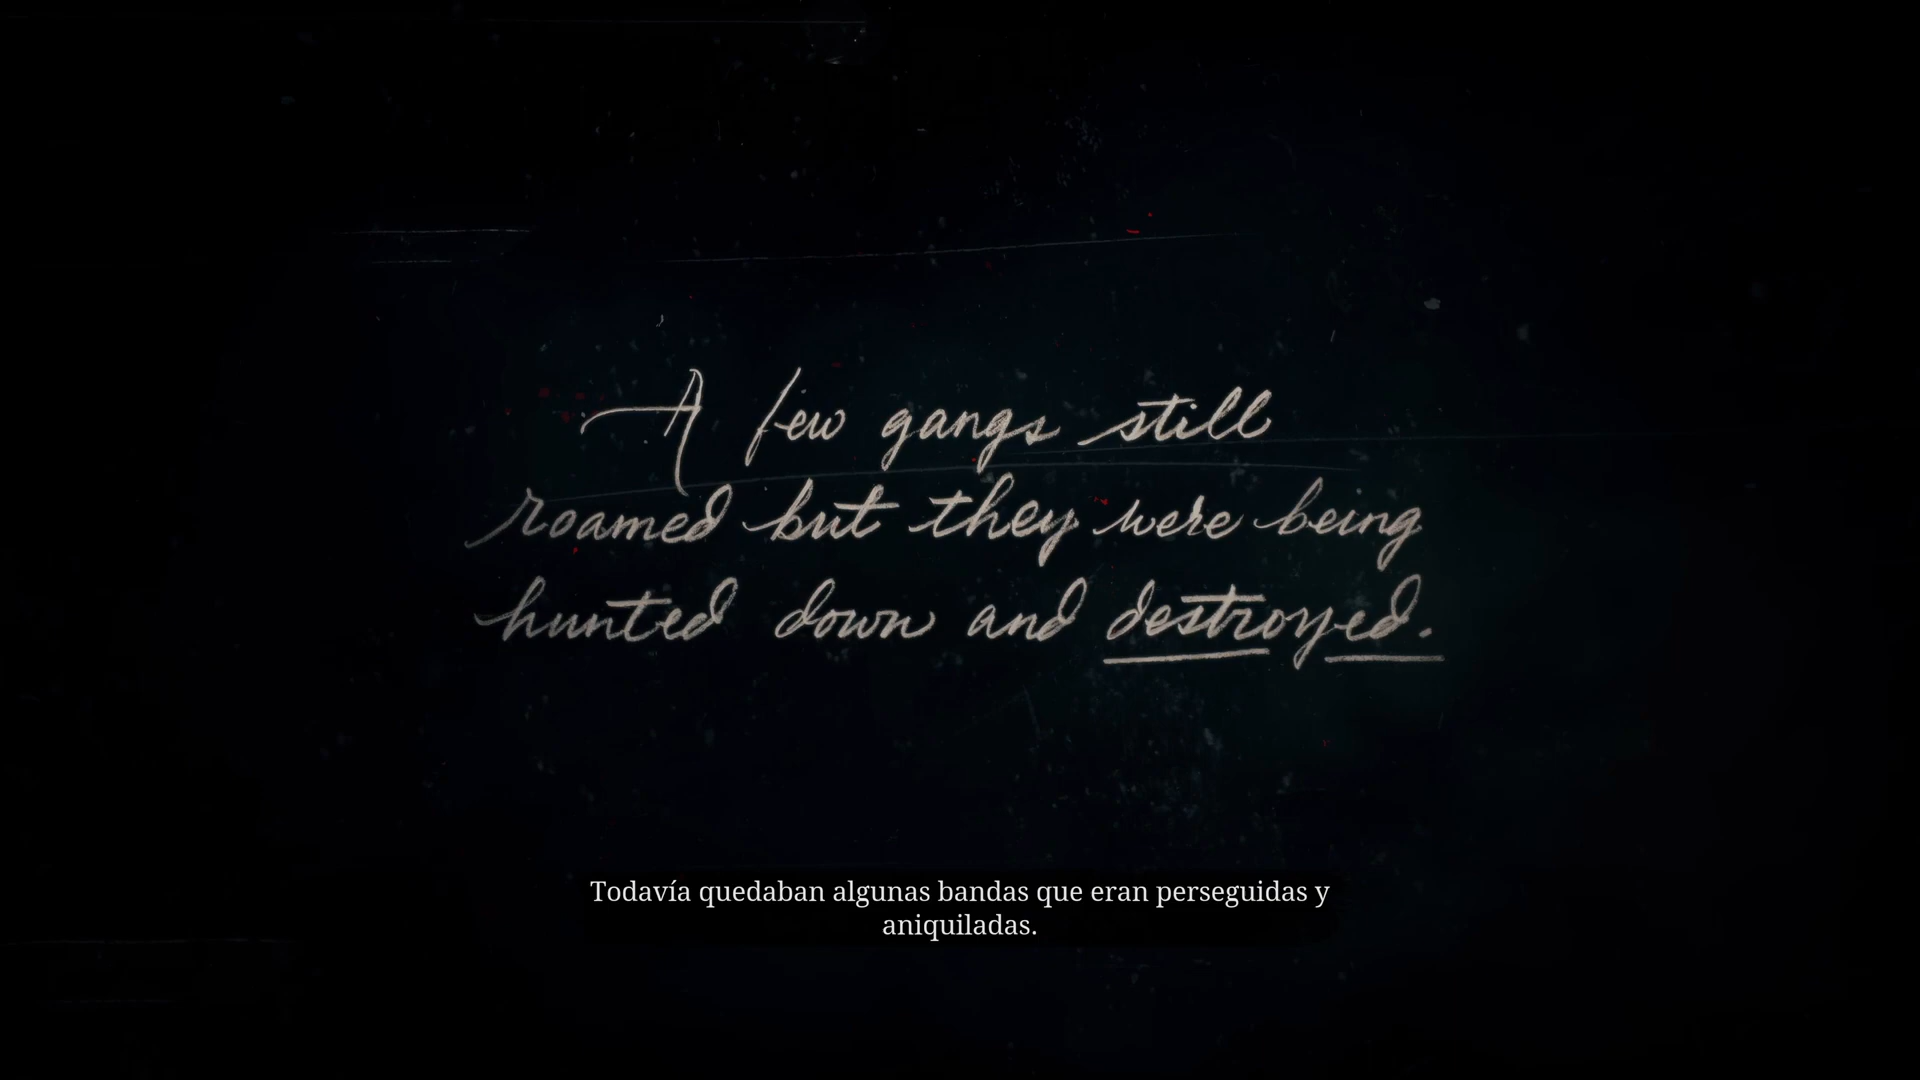 A few gangs still
roamed but they were being
hunted down and destroyed.
Todavía quedaban algunas bandas que eran perseguidas y
aniquiladas.